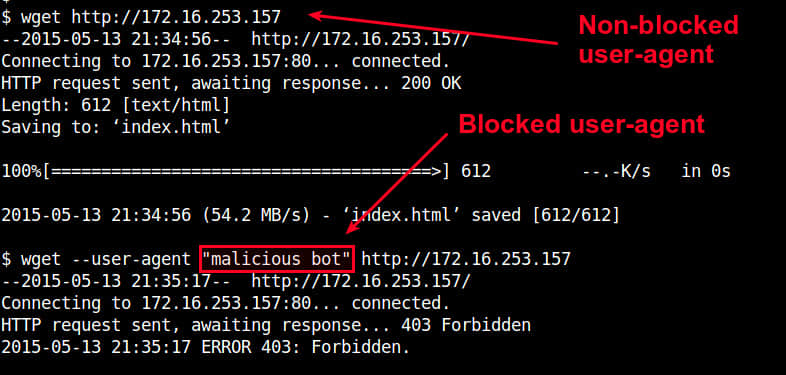 $ wget http://172.16.253.157
Non-blocked
user-agent
--2015-05-13 21:34:56-- http://172.16.253.157/
Connecting to 172.16.253.157:80... connected.
HTTP request sent, awaiting response... 200 OK
Length: 612 [text/html]
Saving to: ‘index.html’
Blocked user-agent
100%[======================================>] 612 --.-K/s in 0s
2015-05-13 21:34:56 (54.2 MB/s) - ‘index.html’ saved [612/612]
$ wget --user-agent "malicious bot" http://172.16.253.157
--2015-05-13 21:35:17-- http://172.16.253.157/
Connecting to 172.16.253.157:80... connected.
HTTP request sent, awaiting response... 403 Forbidden
2015-05-13 21:35:17 ERROR 403: Forbidden.